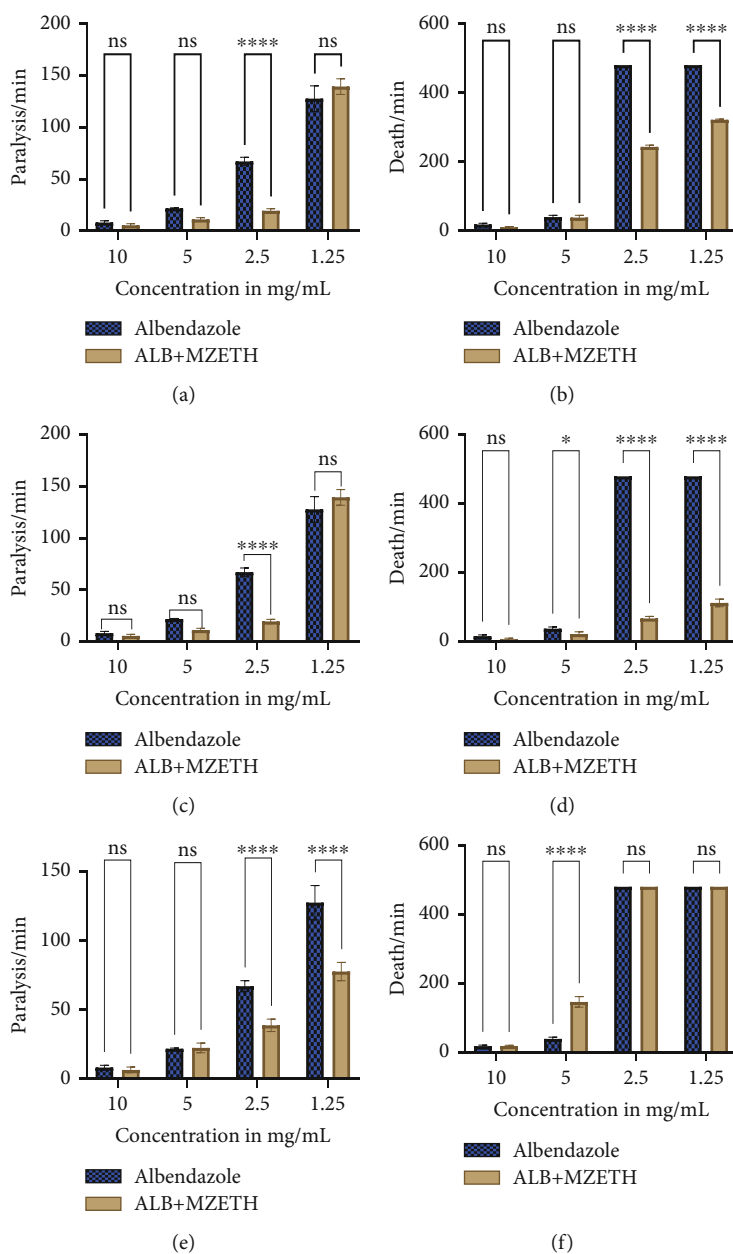 200
150
100
50
0
Paralysis/min
ns
ns
****
ns
10
5
2.5
1.25
Concentration in mg/mL
Albendazole
ALB+MZETH
(a)
600
400
200
0
Death/min
ns
ns
****
****
10
5
2.5
1.25
Concentration in mg/mL
Albendazole
ALB+MZETH
(b)
200
150
100
50
0
Paralysis/min
ns
ns
****
ns
10
5
2.5
1.25
Concentration in mg/mL
Albendazole
ALB+MZETH
(c)
600
400
200
0
Death/min
ns
*
****
****
10
5
2.5
1.25
Concentration in mg/mL
Albendazole
ALB+MZETH
(d)
150
100
50
0
Paralysis/min
ns
ns
****
****
10
5
2.5
1.25
Concentration in mg/mL
Albendazole
ALB+MZETH
(e)
600
400
200
0
Death/min
ns
****
ns
ns
10
5
2.5
1.25
Concentration in mg/mL
Albendazole
ALB+MZETH
(f)